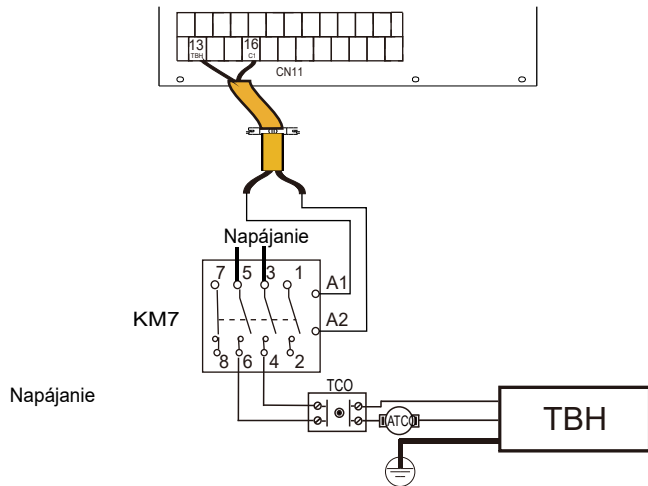 13 16
TBH C1
CN11
Napájanie
7 5 3 1 A1
KM7 A2
8 6 4 2
TCO
Napájanie
ATCO
TBH